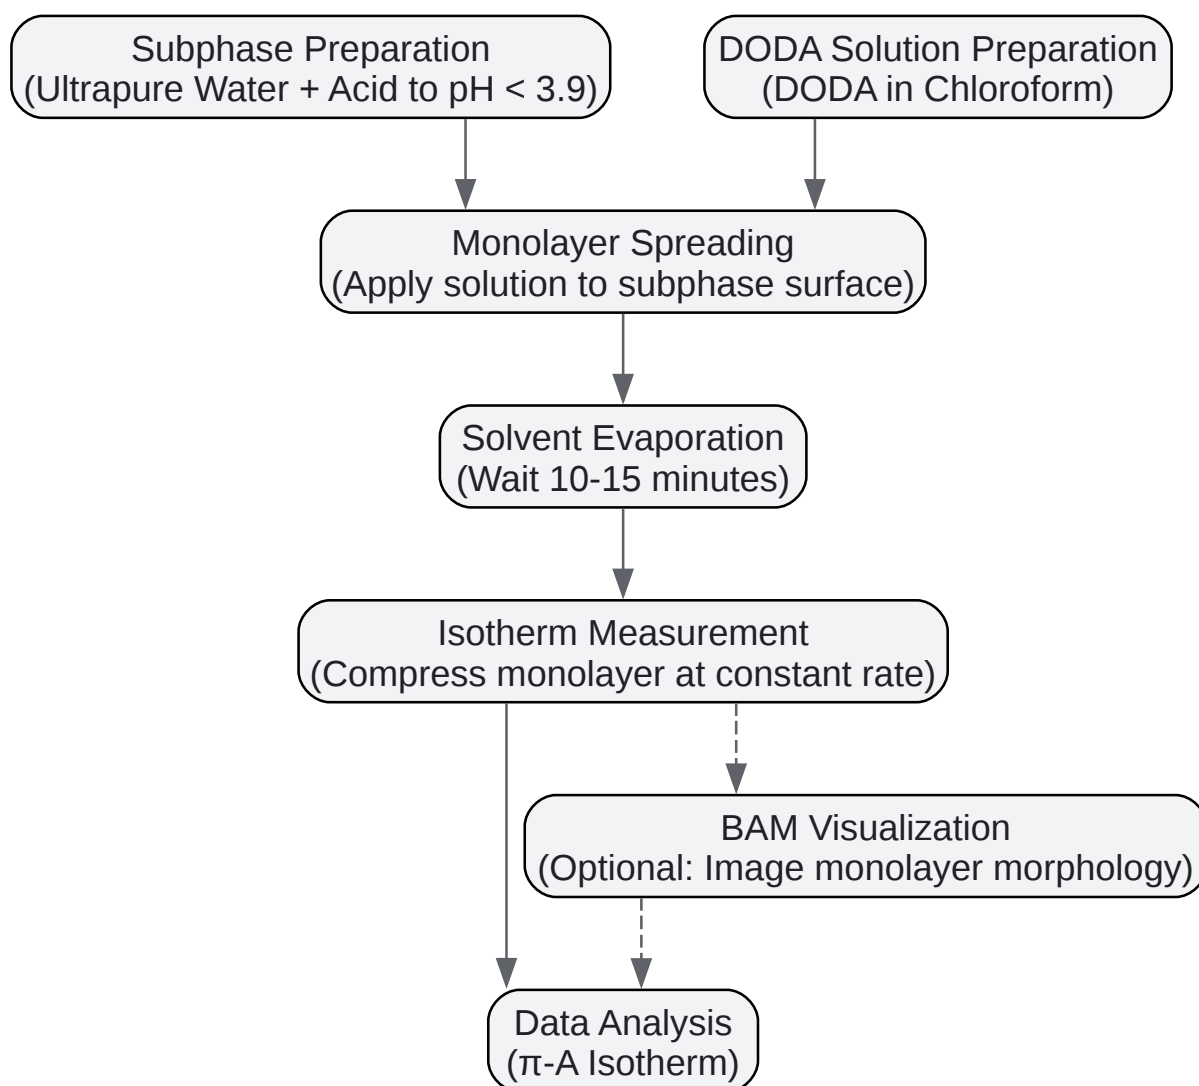 Subphase Preparation
(Ultrapure Water + Acid to pH < 3.9)
DODA Solution Preparation
(DODA in Chloroform)
Monolayer Spreading
(Apply solution to subphase surface)
Solvent Evaporation
(Wait 10-15 minutes)
Isotherm Measurement
(Compress monolayer at constant rate)
BAM Visualization
(Optional: Image monolayer morphology)
Data Analysis
(π-A Isotherm)